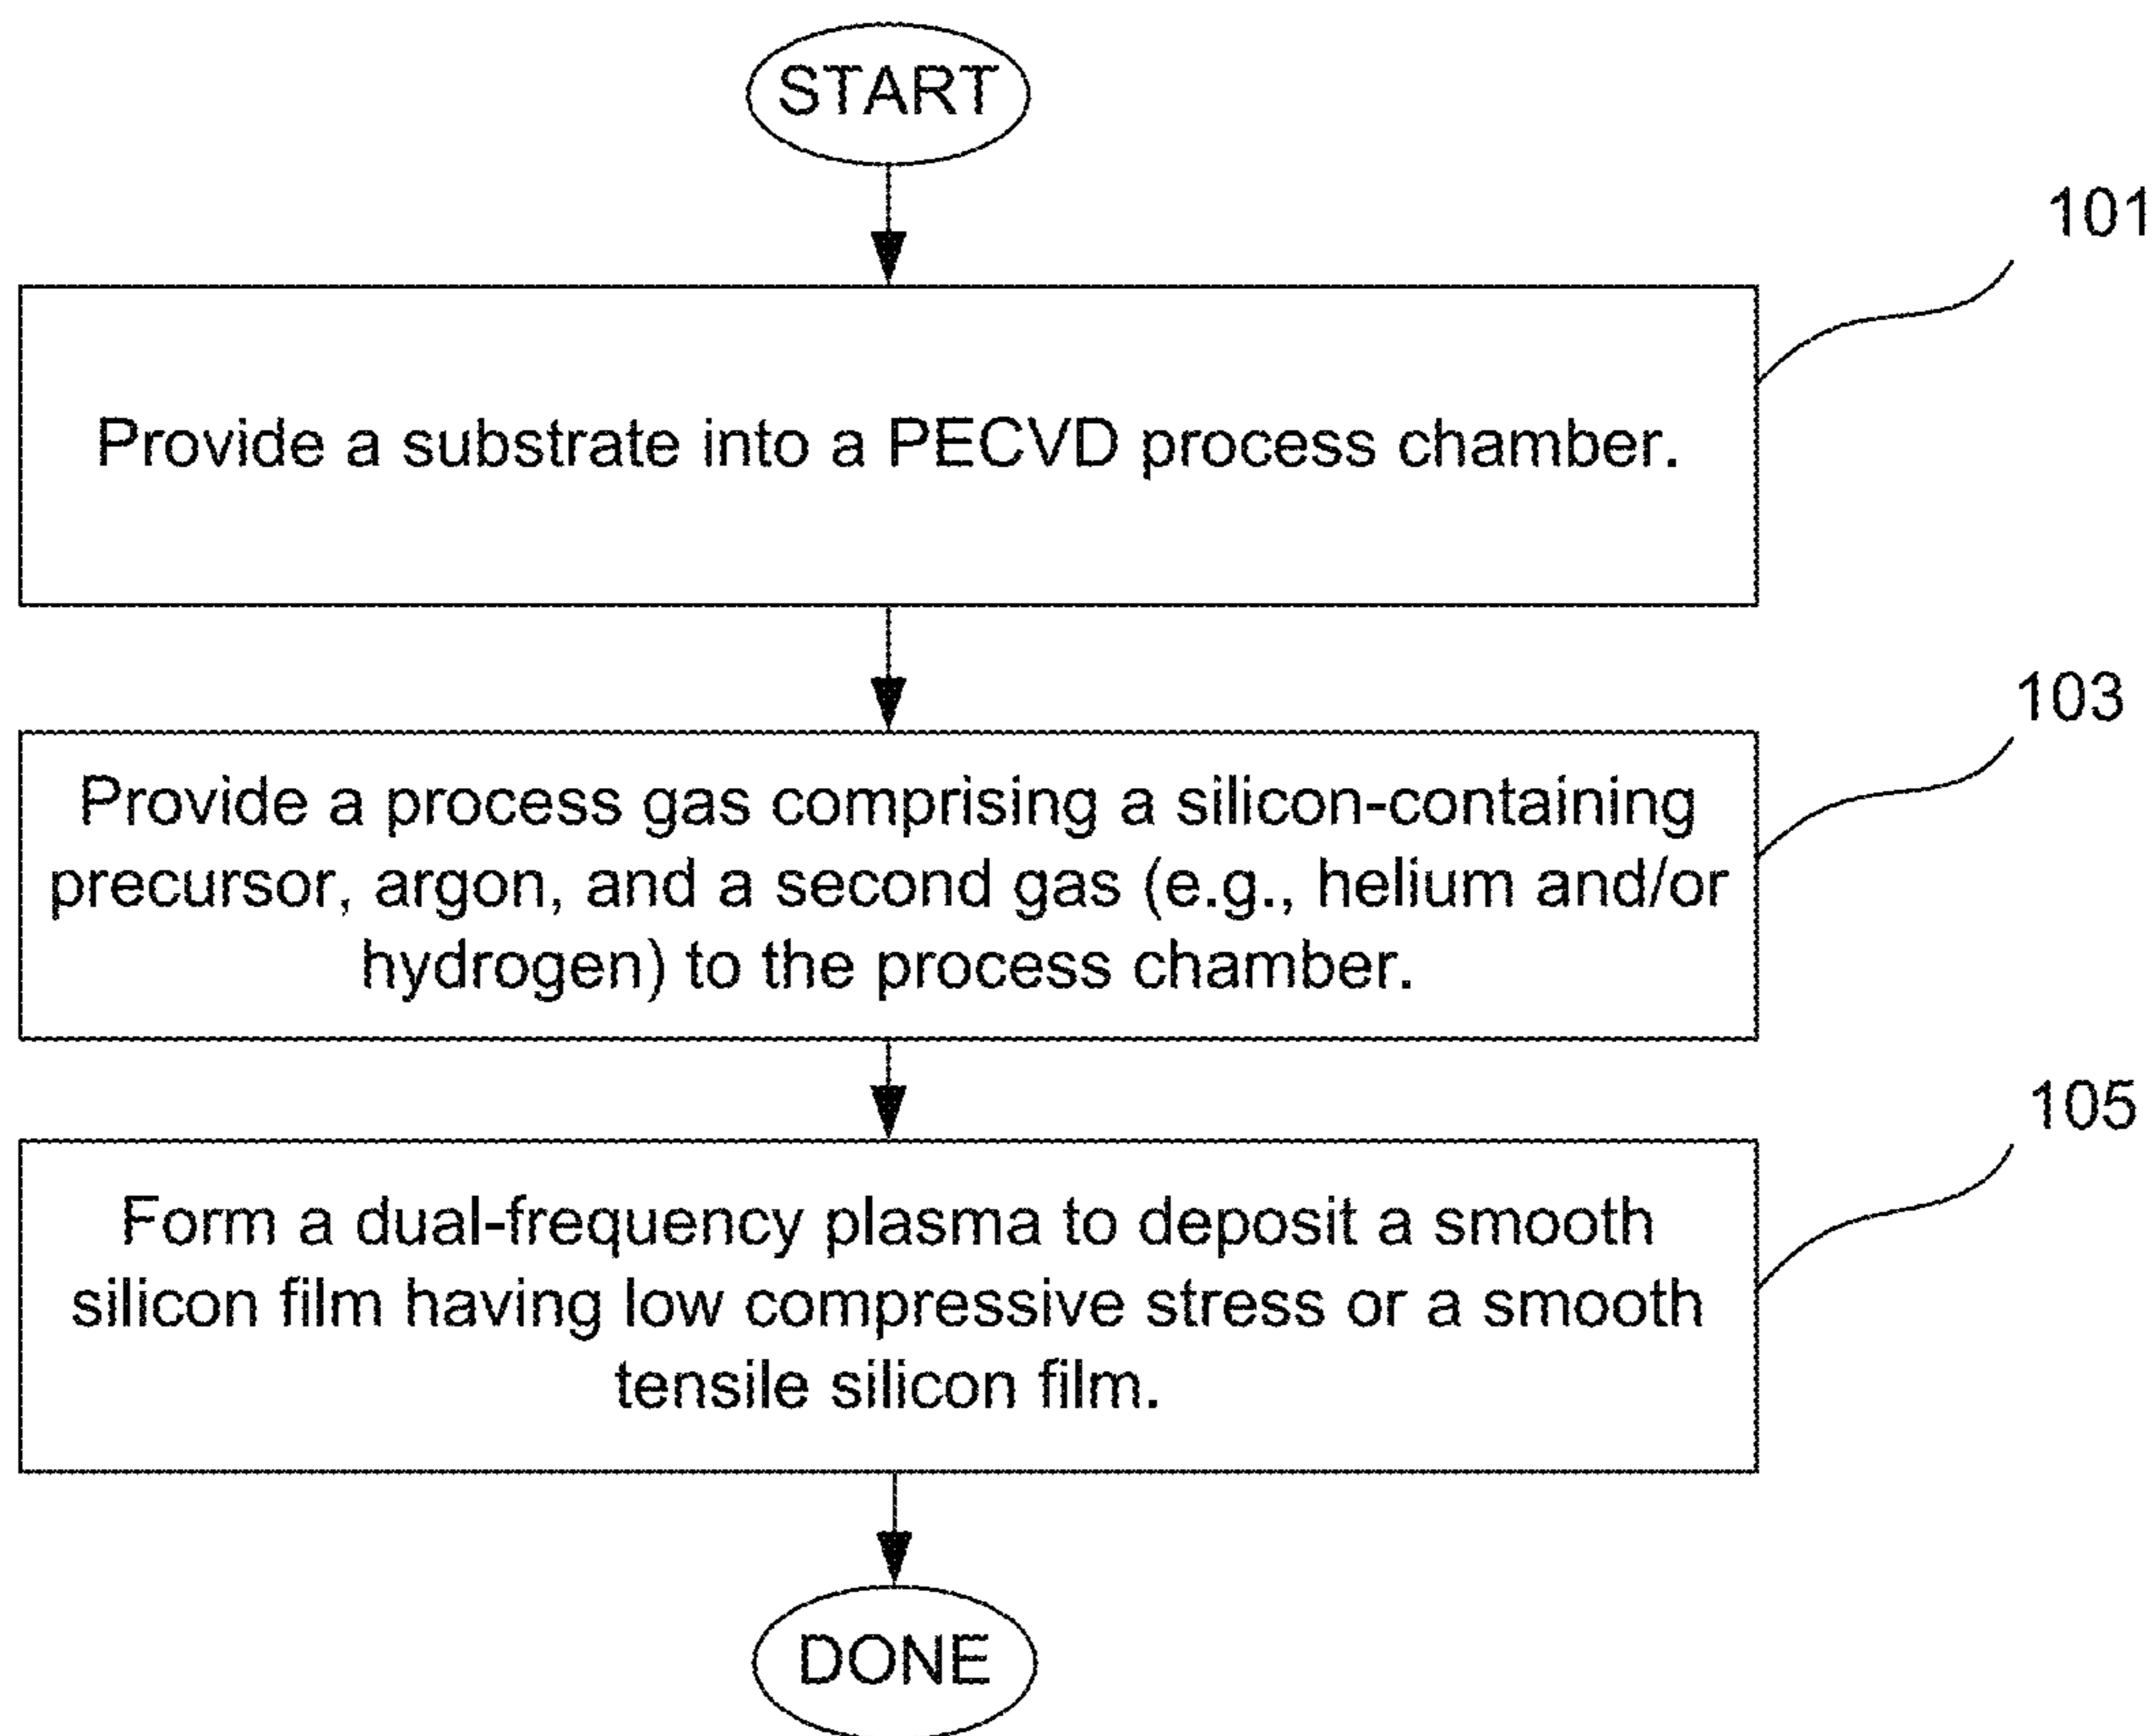 START
101
Provide a substrate into a PECVD process chamber.
103
Provide a process gas comprising a silicon-containing
precursor, argon, and a second gas (e.g., helium and/or
hydrogen) to the process chamber.
105
Form a dual-frequency plasma to deposit a smooth
silicon film having low compressive stress or a smooth
tensile silicon film.
DONE